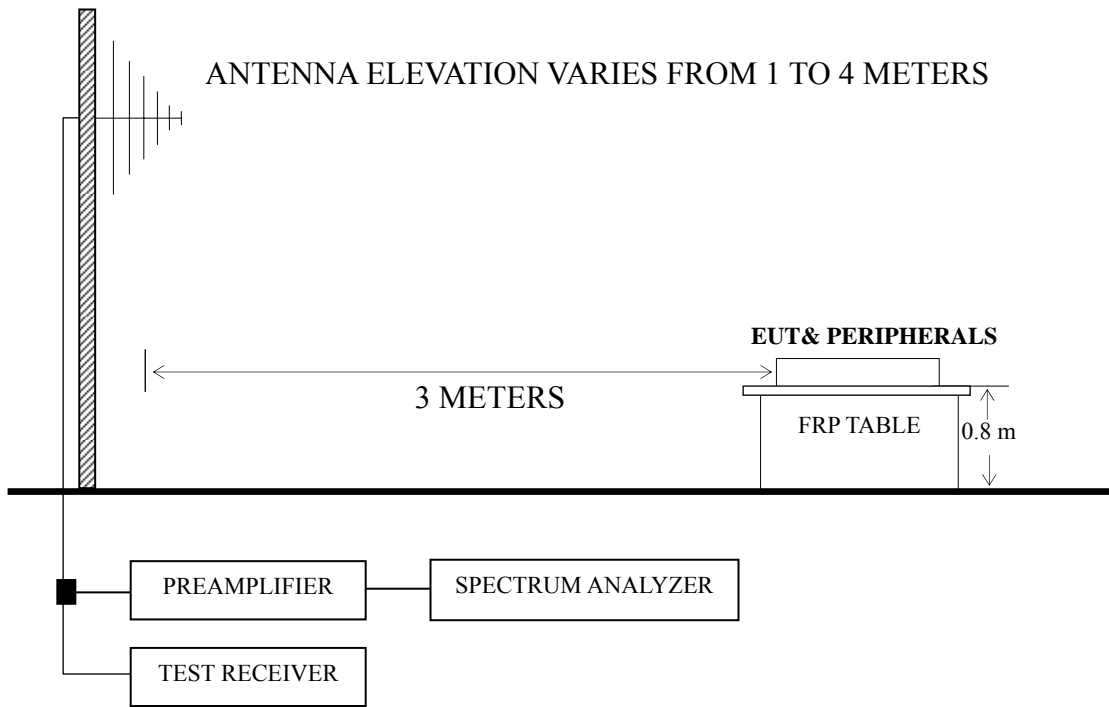 ANTENNA ELEVATION VARIES FROM 1 TO 4 METERS
EUT& PERIPHERALS
3 METERS
FRP TABLE
0.8 m
PREAMPLIFIER
SPECTRUM ANALYZER
TEST RECEIVER